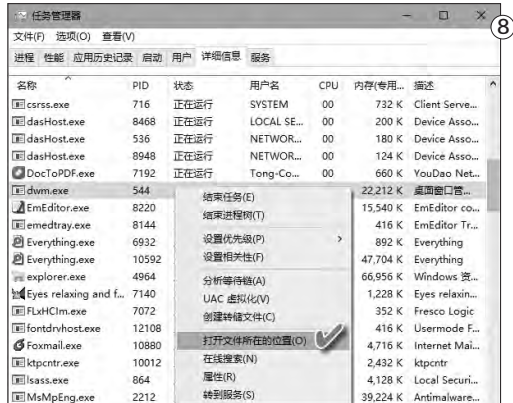 任务管理器
⑧
文件(F) 选项(O) 查看(V)
进程 性能 应用历史记录 启动 用户 详细信息 服务
名称 PID 状态 用户名 CPU 内存(专用... 描述
csrss.exe 716 正在运行 SYSTEM 00 732 K Client Serve...
dasHost.exe 8468 正在运行 LOCAL SE... 00 200 K Device Asso...
dasHost.exe 536 正在运行 NETWOR... 00 180 K Device Asso...
dasHost.exe 8948 正在运行 NETWOR... 00 124 K Device Asso...
DocToPDF.exe 7192 正在运行 Tong-Co... 00 660 K YouDao Net...
dwm.exe 544 22,212 K 桌面窗口管...
结束任务(E)
EmEditor.exe 8220 15,540 K EmEditor co...
结束进程树(T)
emedtray.exe 8144 416 K EmEditor Tr...
设置优先级(P)
Everything.exe 6932 892 K Everything
设置相关性(F)
Everything.exe 10592 47,704 K Everything
explorer.exe 4964 66,956 K Windows 资...
分析等待链(A)
Eyes relaxing and f... 7140 1,228 K Eyes relaxin...
UAC 虚拟化(V)
FLxHCIm.exe 7072 352 K Fresco Logic
创建转储文件(C)
fontdrvhost.exe 12108 416 K Usermode F...
打开文件所在的位置(O)
Foxmail.exe 10880 4,716 K Internet Mai...
在线搜索(N)
ktpcntr.exe 10012 2,432 K ktpcntr
属性(R)
lsass.exe 864 4,128 K Local Securi...
转到服务(S)
MsMpEng.exe 2212 39,224 K Antimalware...